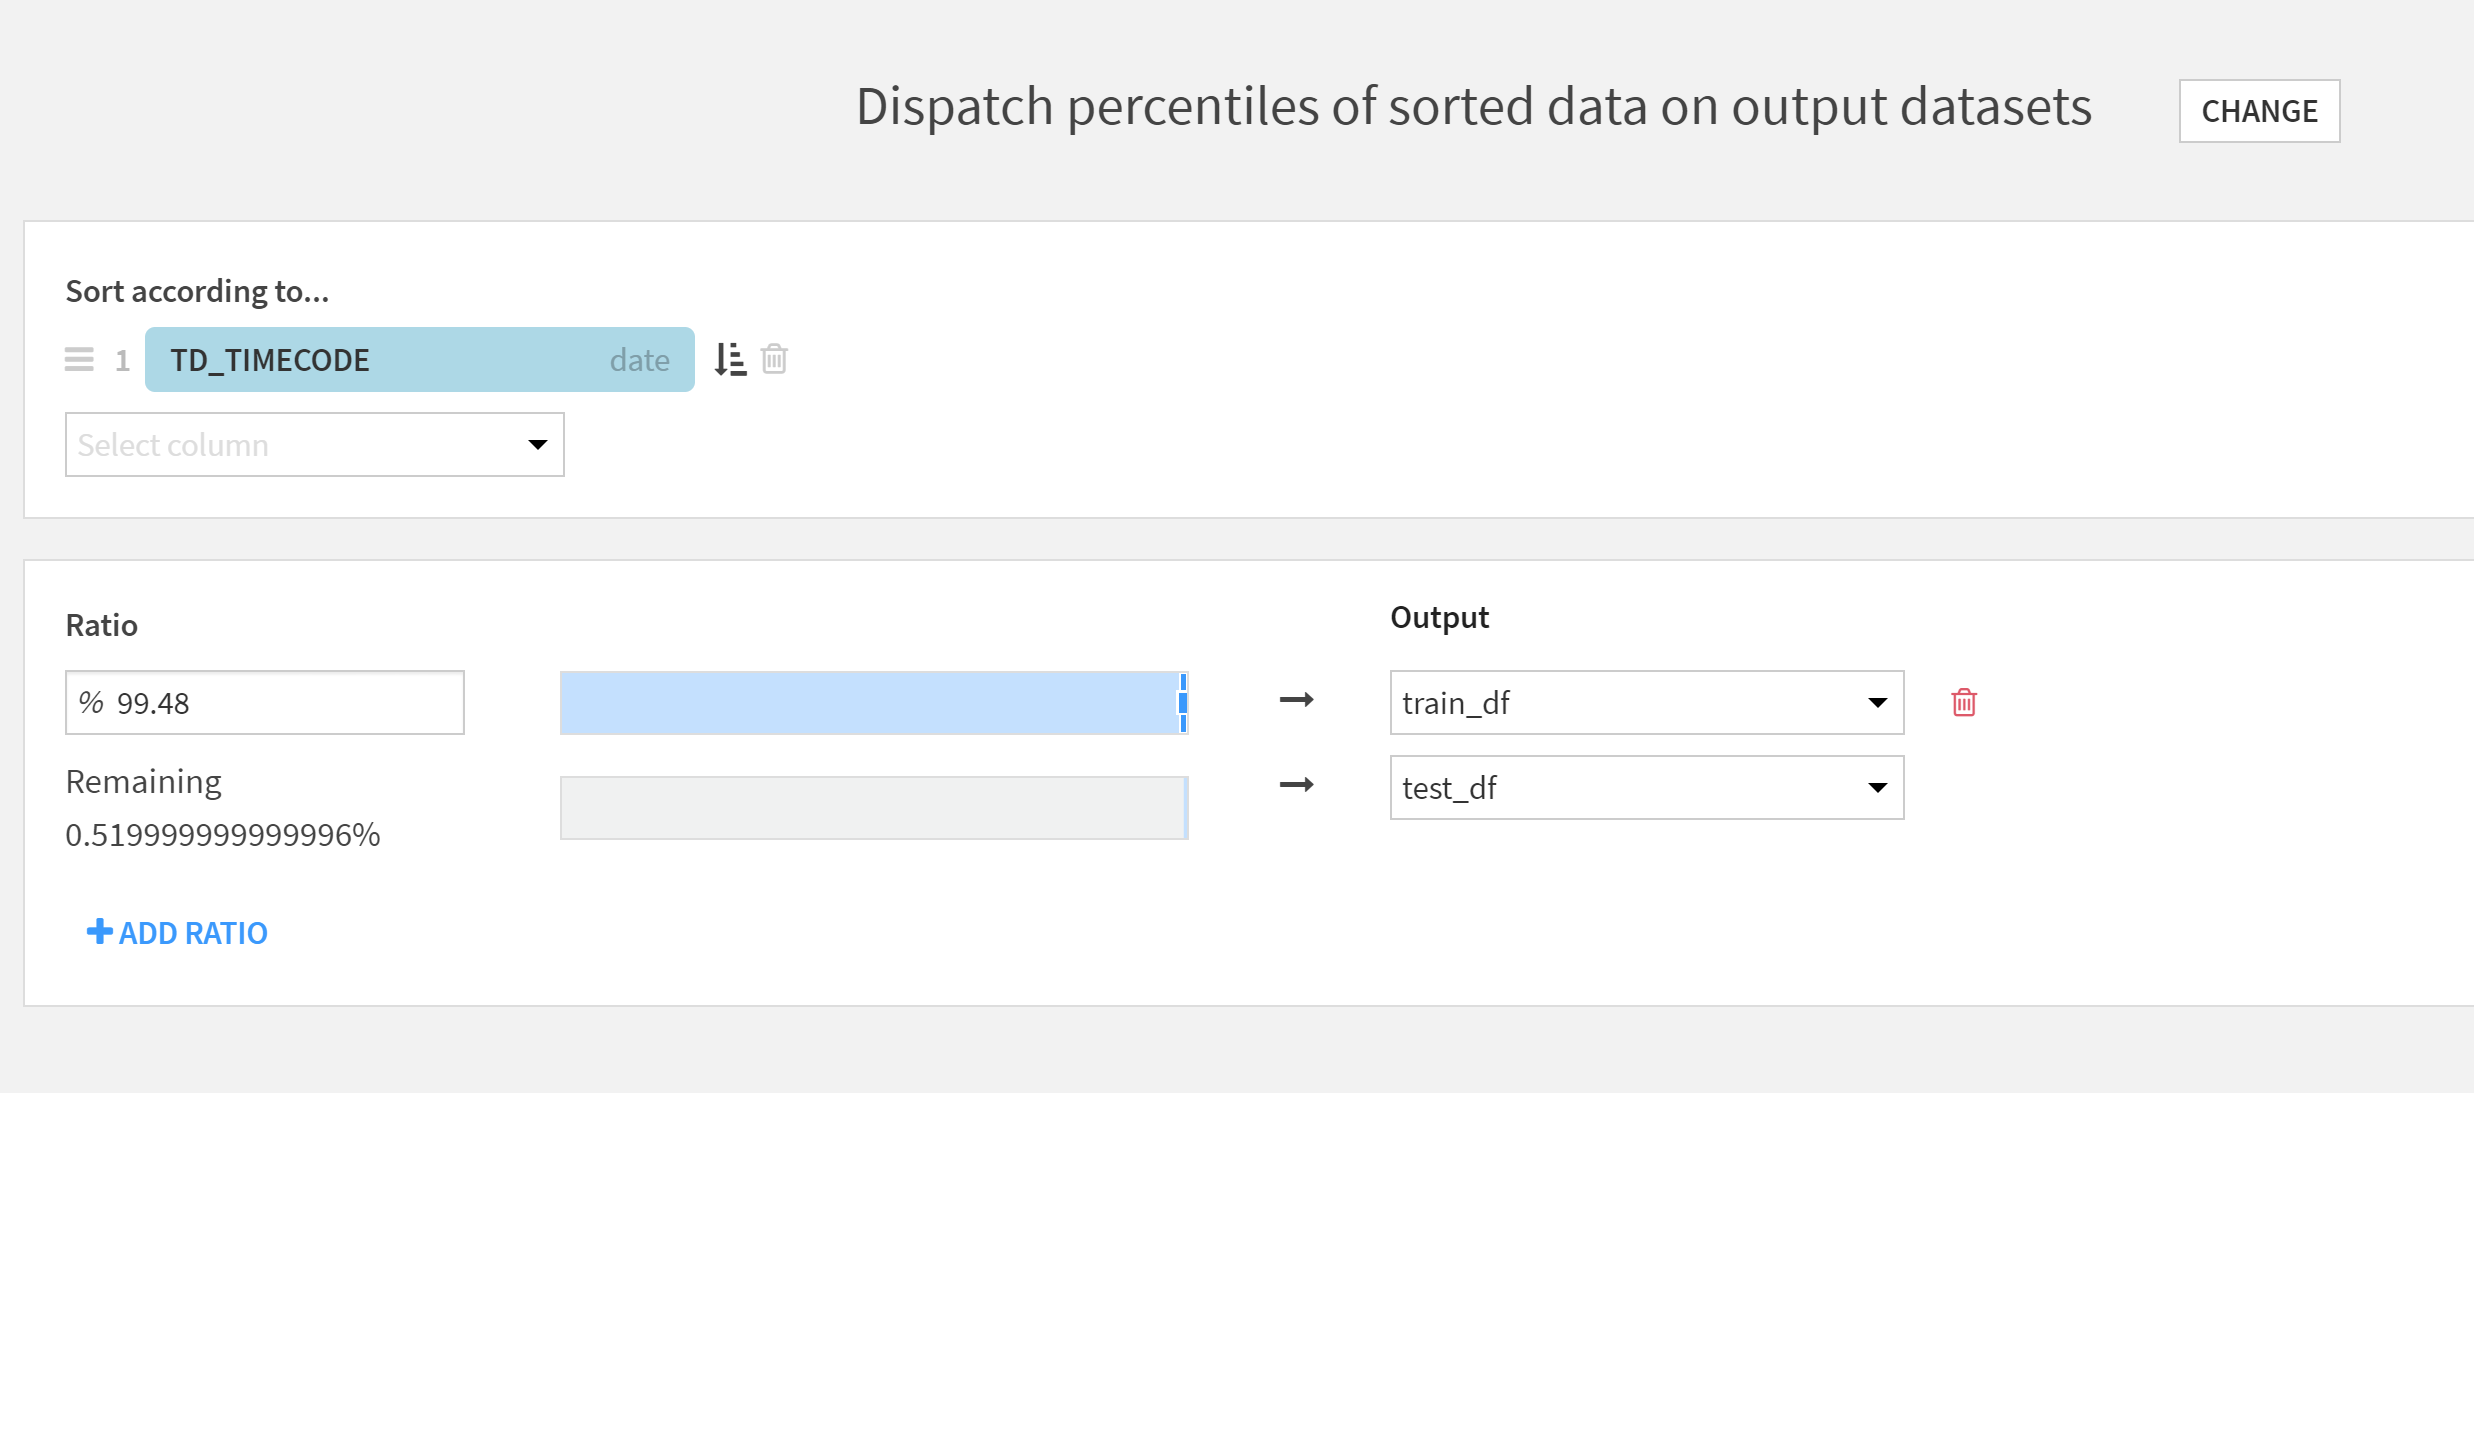 Dispatch percentiles of sorted data on output datasets CHANGE
Sort according to...
1 TD_TIMECODE date
Select column
Ratio Output
% 99.48 train_df
Remaining test_df
0.519999999999996%
ADD RATIO